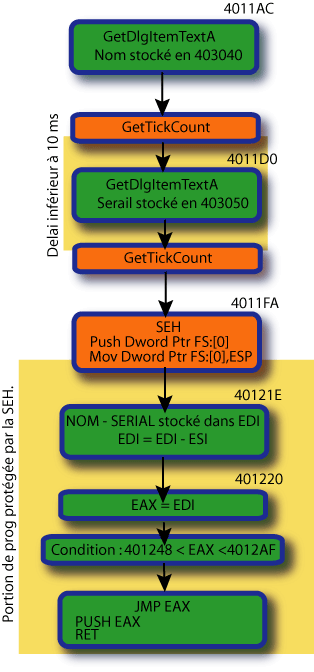 4011AC
GetDlgItemTextA
Nom stocké en 403040
GetTickCount
Delai inférieur à 10 ms
4011D0
GetDlgItemTextA
Serail stocké en 403050
GetTickCount
4011FA
SEH
Push Dword Ptr FS:[0]
Mov Dword Ptr FS:[0],ESP
Portion de prog protégée par la SEH.
40121E
NOM - SERIAL stocké dans EDI
EDI = EDI - ESI
401220
EAX = EDI
Condition : 401248 < EAX <4012AF
JMP EAX
PUSH EAX
RET